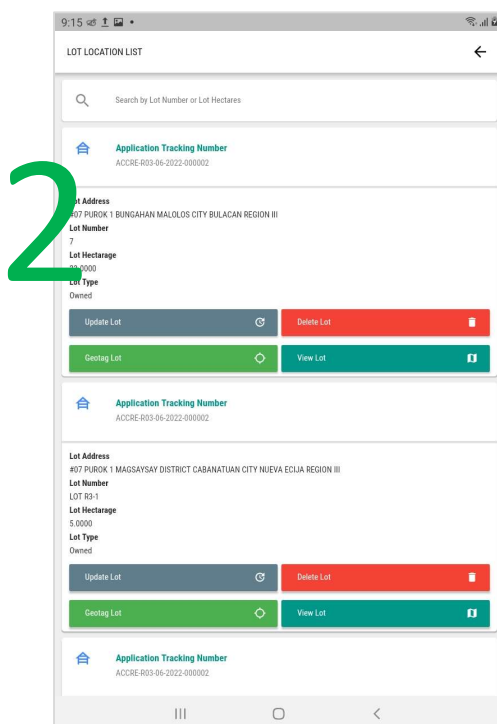 9:15
LOT LOCATION LIST
Search by Lot Number or Lot Hectares
Application Tracking Number
ACCRE-R03-06-2022-000002
2
Lot Address
#07 PUROK 1 BUNGAHAN MALOLOS CITY BULACAN REGION III
Lot Number
7
Lot Hectarage
Lot Type
Owned
Update Lot
Delete Lot
Geotag Lot
View Lot
Application Tracking Number
ACCRE-R03-06-2022-000002
Lot Address
#07 PUROK 1 MAGSAYSAY DISTRICT CABANATUAN CITY NUEVA ECIJA REGION III
Lot Number
LOT R3-1
Lot Hectarage
5.0000
Lot Type
Owned
Update Lot
Delete Lot
Geotag Lot
View Lot
Application Tracking Number
ACCRE-R03-06-2022-000002